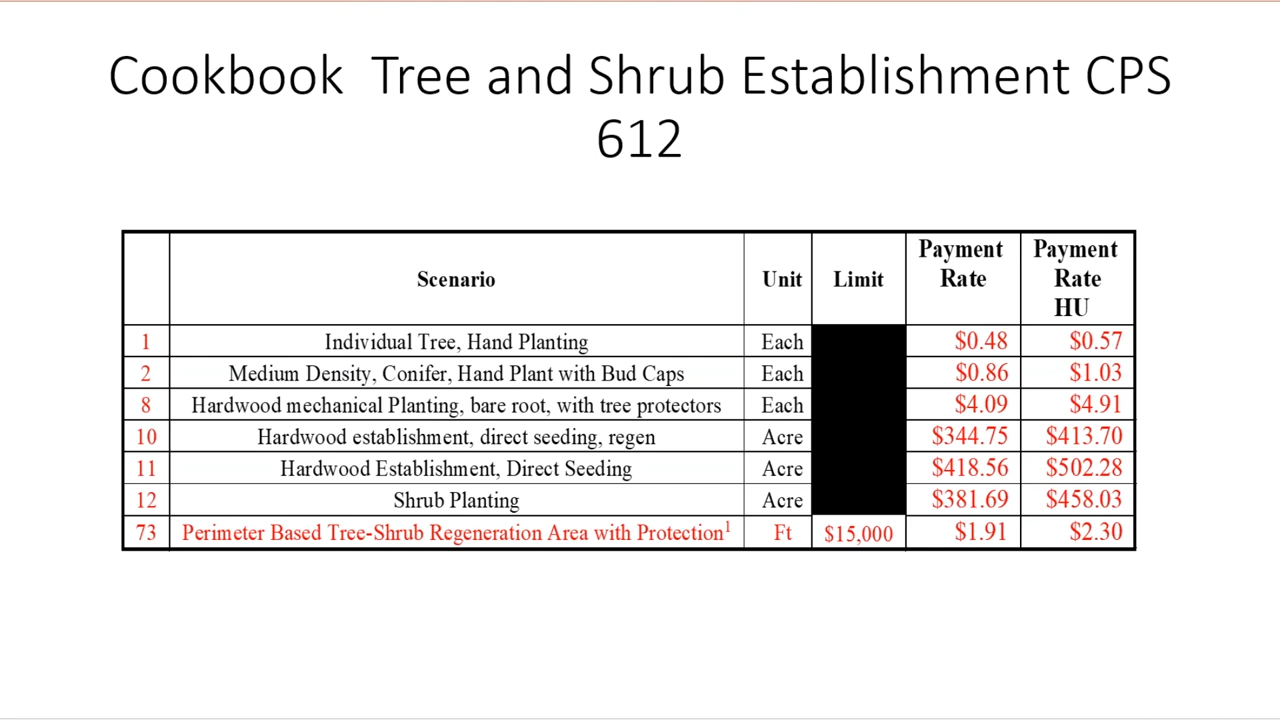 Cookbook  Tree and Shrub Establishment CPS
612
Scenario Unit Limit Payment Rate Payment Rate HU
1 Individual Tree, Hand Planting Each $0.48 $0.57
2 Medium Density, Conifer, Hand Plant with Bud Caps Each $0.86 $1.03
8 Hardwood mechanical Planting, bare root, with tree protectors Each $4.09 $4.91
10 Hardwood establishment, direct seeding, regen Acre $344.75 $413.70
11 Hardwood Establishment, Direct Seeding Acre $418.56 $502.28
12 Shrub Planting Acre $381.69 $458.03
73 Perimeter Based Tree-Shrub Regeneration Area with Protection¹ Ft $15,000 $1.91 $2.30